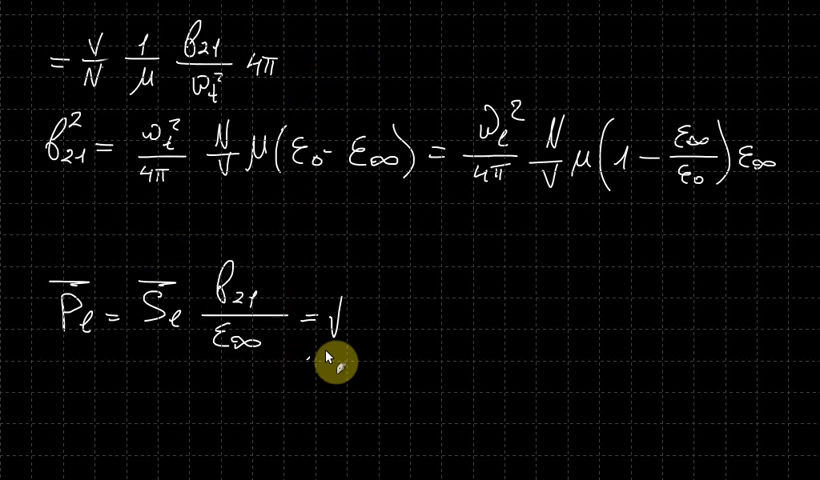 = V/N 1/μ b₂₁/ω_t² 4π
b₂₁² = ω_t²/4π N/V μ(ε₀ - ε∞) = ω_l²/4π N/V μ(1 - ε∞/ε₀) ε∞
P̅_l = S̅_l b₂₁/ε∞ = √